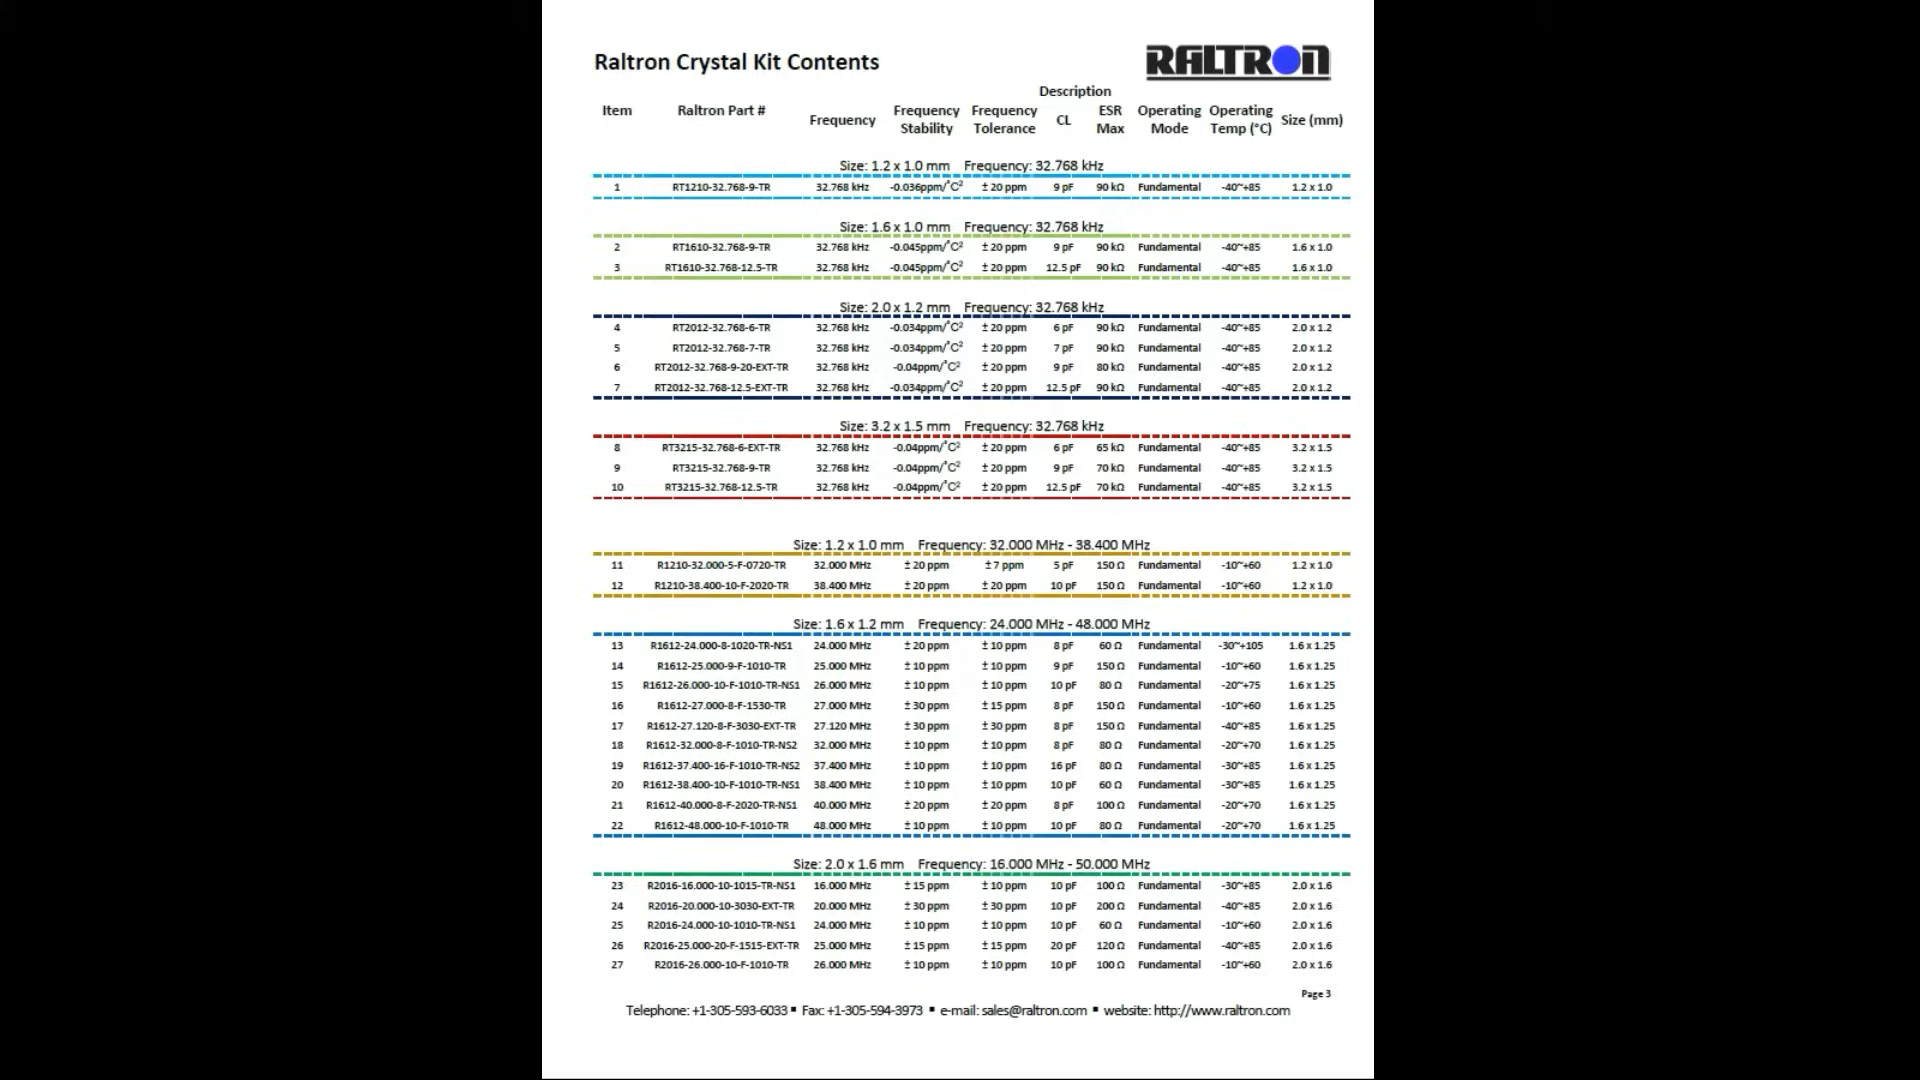 Raltron Crystal Kit Contents
RALTRON
Description
Item Raltron Part # Frequency Frequency Stability Frequency Tolerance CL ESR Max Operating Mode Operating Temp (°C) Size (mm)
Size: 1.2 x 1.0 mm Frequency: 32.768 kHz
1 RT1210-32.768-9-TR 32.768 kHz -0.036ppm/°C² ± 20 ppm 9 pF 90 kΩ Fundamental -40~+85 1.2 x 1.0
Size: 1.6 x 1.0 mm Frequency: 32.768 kHz
2 RT1610-32.768-9-TR 32.768 kHz -0.045ppm/°C² ± 20 ppm 9 pF 90 kΩ Fundamental -40~+85 1.6 x 1.0
3 RT1610-32.768-12.5-TR 32.768 kHz -0.045ppm/°C² ± 20 ppm 12.5 pF 90 kΩ Fundamental -40~+85 1.6 x 1.0
Size: 2.0 x 1.2 mm Frequency: 32.768 kHz
4 RT2012-32.768-6-TR 32.768 kHz -0.034ppm/°C² ± 20 ppm 6 pF 90 kΩ Fundamental -40~+85 2.0 x 1.2
5 RT2012-32.768-7-TR 32.768 kHz -0.034ppm/°C² ± 20 ppm 7 pF 90 kΩ Fundamental -40~+85 2.0 x 1.2
6 RT2012-32.768-9-20-EXT-TR 32.768 kHz -0.04ppm/°C² ± 20 ppm 9 pF 80 kΩ Fundamental -40~+85 2.0 x 1.2
7 RT2012-32.768-12.5-EXT-TR 32.768 kHz -0.034ppm/°C² ± 20 ppm 12.5 pF 90 kΩ Fundamental -40~+85 2.0 x 1.2
Size: 3.2 x 1.5 mm Frequency: 32.768 kHz
8 RT3215-32.768-6-EXT-TR 32.768 kHz -0.04ppm/°C² ± 20 ppm 6 pF 65 kΩ Fundamental -40~+85 3.2 x 1.5
9 RT3215-32.768-9-TR 32.768 kHz -0.04ppm/°C² ± 20 ppm 9 pF 70 kΩ Fundamental -40~+85 3.2 x 1.5
10 RT3215-32.768-12.5-TR 32.768 kHz -0.04ppm/°C² ± 20 ppm 12.5 pF 70 kΩ Fundamental -40~+85 3.2 x 1.5
Size: 1.2 x 1.0 mm Frequency: 32.000 MHz - 38.400 MHz
11 R1210-32.000-5-F-0720-TR 32.000 MHz ± 20 ppm ± 7 ppm 5 pF 150 Ω Fundamental -10~+60 1.2 x 1.0
12 R1210-38.400-10-F-2020-TR 38.400 MHz ± 20 ppm ± 20 ppm 10 pF 150 Ω Fundamental -10~+60 1.2 x 1.0
Size: 1.6 x 1.2 mm Frequency: 24.000 MHz - 48.000 MHz
13 R1612-24.000-8-1020-TR-NS1 24.000 MHz ± 20 ppm ± 10 ppm 8 pF 60 Ω Fundamental -30~+105 1.6 x 1.25
14 R1612-25.000-9-F-1010-TR 25.000 MHz ± 10 ppm ± 10 ppm 9 pF 150 Ω Fundamental -10~+60 1.6 x 1.25
15 R1612-26.000-10-F-1010-TR-NS1 26.000 MHz ± 10 ppm ± 10 ppm 10 pF 80 Ω Fundamental -20~+75 1.6 x 1.25
16 R1612-27.000-8-F-1530-TR 27.000 MHz ± 30 ppm ± 15 ppm 8 pF 150 Ω Fundamental -10~+60 1.6 x 1.25
17 R1612-27.120-8-F-3030-EXT-TR 27.120 MHz ± 30 ppm ± 30 ppm 8 pF 150 Ω Fundamental -40~+85 1.6 x 1.25
18 R1612-32.000-8-F-1010-TR-NS2 32.000 MHz ± 10 ppm ± 10 ppm 8 pF 80 Ω Fundamental -20~+70 1.6 x 1.25
19 R1612-37.400-16-F-1010-TR-NS2 37.400 MHz ± 10 ppm ± 10 ppm 16 pF 80 Ω Fundamental -30~+85 1.6 x 1.25
20 R1612-38.400-10-F-1010-TR-NS1 38.400 MHz ± 10 ppm ± 10 ppm 10 pF 60 Ω Fundamental -30~+85 1.6 x 1.25
21 R1612-40.000-8-F-2020-TR-NS1 40.000 MHz ± 20 ppm ± 20 ppm 8 pF 100 Ω Fundamental -20~+70 1.6 x 1.25
22 R1612-48.000-10-F-1010-TR 48.000 MHz ± 10 ppm ± 10 ppm 10 pF 80 Ω Fundamental -20~+70 1.6 x 1.25
Size: 2.0 x 1.6 mm Frequency: 16.000 MHz - 50.000 MHz
23 R2016-16.000-10-1015-TR-NS1 16.000 MHz ± 15 ppm ± 10 ppm 10 pF 100 Ω Fundamental -30~+85 2.0 x 1.6
24 R2016-20.000-10-3030-EXT-TR 20.000 MHz ± 30 ppm ± 30 ppm 10 pF 200 Ω Fundamental -40~+85 2.0 x 1.6
25 R2016-24.000-10-1010-TR-NS1 24.000 MHz ± 10 ppm ± 10 ppm 10 pF 60 Ω Fundamental -10~+60 2.0 x 1.6
26 R2016-25.000-20-F-1515-EXT-TR 25.000 MHz ± 15 ppm ± 15 ppm 20 pF 120 Ω Fundamental -40~+85 2.0 x 1.6
27 R2016-26.000-10-F-1010-TR 26.000 MHz ± 10 ppm ± 10 ppm 10 pF 100 Ω Fundamental -10~+60 2.0 x 1.6
Page 3
Telephone: +1-305-593-6033 ▪ Fax: +1-305-594-3973 ▪ e-mail: sales@raltron.com ▪ website: http://www.raltron.com